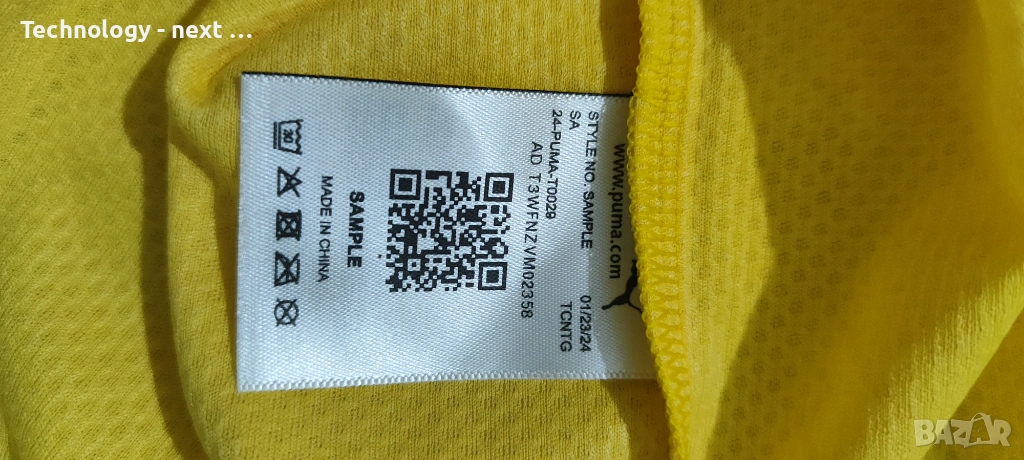 Technology - next ...
www.puma.com
STYLE NO. SAMPLE 01/23/24
SA TCNTG
24-PUMA-T0029
AD T3WFNZVM02358
SAMPLE
MADE IN CHINA
30
BAZAR